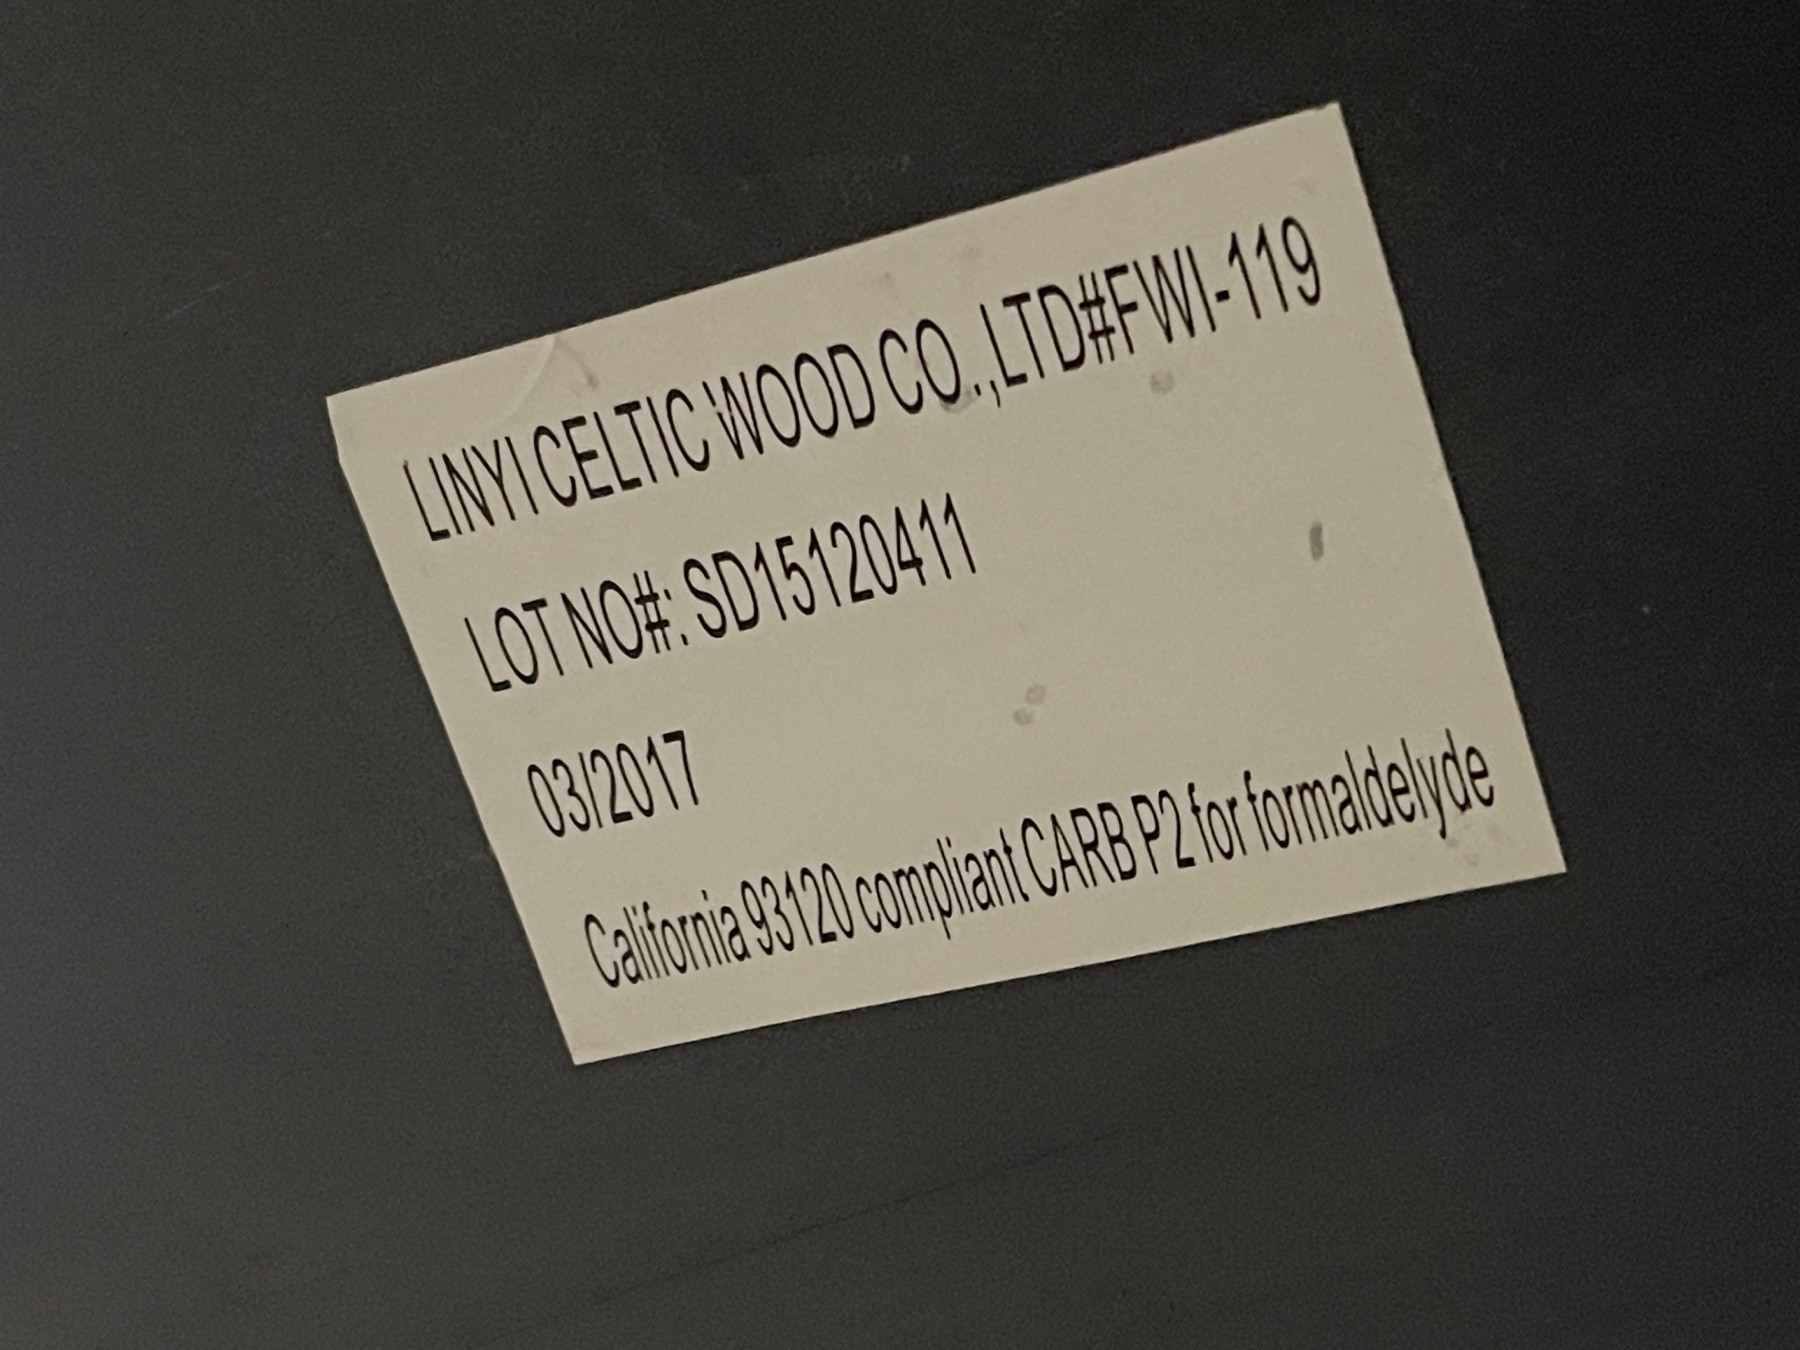 LINYI CELTIC WOOD CO.,LTD#FWI-119
LOT NO#: SD15120411
03/2017
California 93120 compliant CARB P2 for formaldelyde